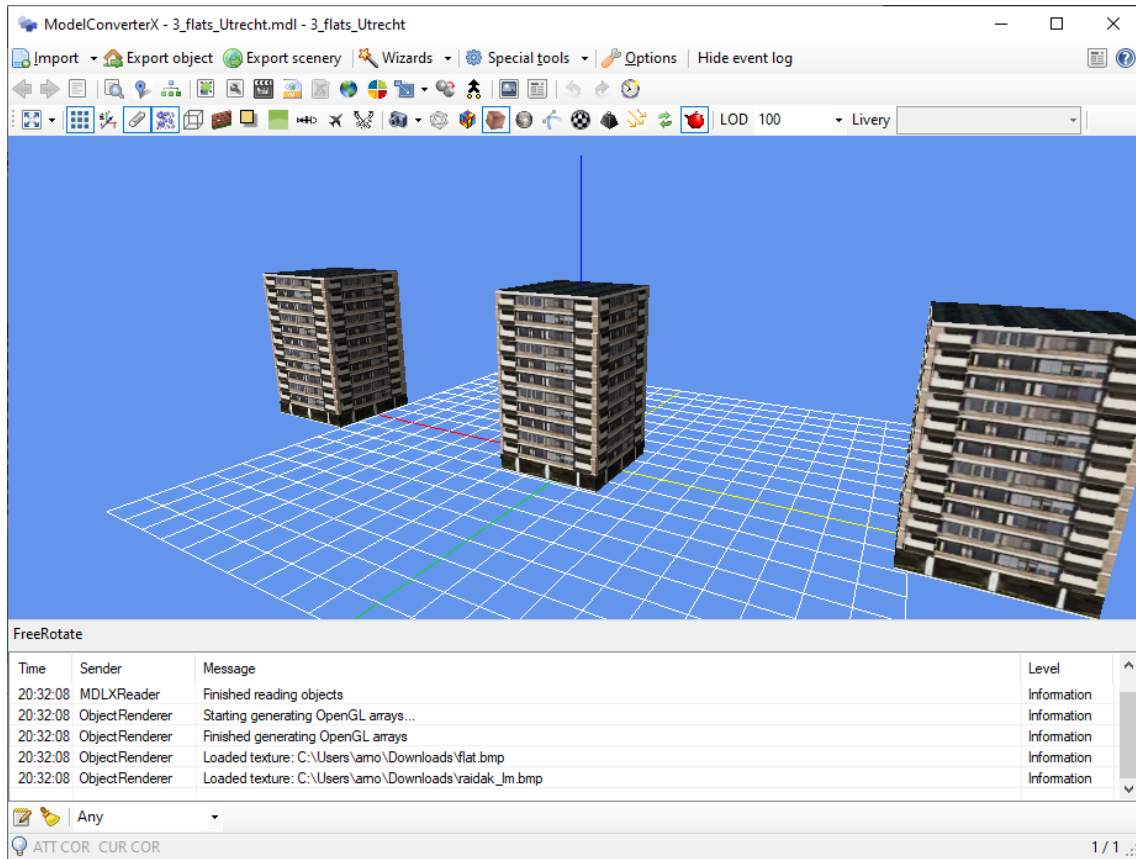 ModelConverterX - 3_flats_Utrecht.mdl - 3_flats_Utrecht
Import Export object Export scenery Wizards Special tools Options Hide event log
LOD 100 Livery
FreeRotate
Time Sender Message Level
20:32:08 MDLXReader Finished reading objects Information
20:32:08 ObjectRenderer Starting generating OpenGL arrays... Information
20:32:08 ObjectRenderer Finished generating OpenGL arrays Information
20:32:08 ObjectRenderer Loaded texture: C:\Users\arno\Downloads\flat.bmp Information
20:32:08 ObjectRenderer Loaded texture: C:\Users\arno\Downloads\raidak_lm.bmp Information
Any
ATT COR CUR COR 1 / 1